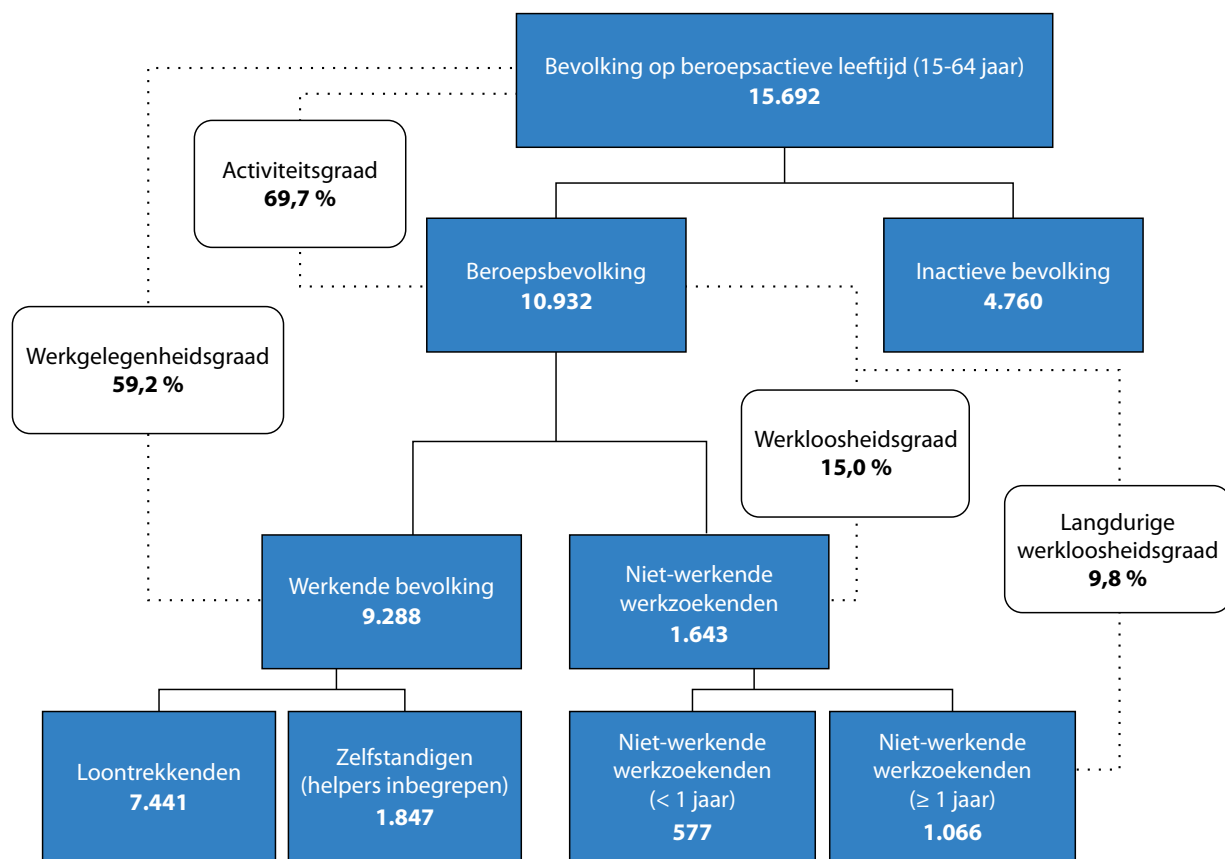 Bevolking op beroepsactieve leeftijd (15-64 jaar)
15.692
Activiteitsgraad
69,7 %
Beroepsbevolking
10.932
Inactieve bevolking
4.760
Werkgelegenheidsgraad
59,2 %
Werkloosheidsgraad
15,0 %
Langdurige
werkloosheidsgraad
9,8 %
Werkende bevolking
9.288
Niet-werkende
werkzoekenden
1.643
Loontrekkenden
7.441
Zelfstandigen
(helpers inbegrepen)
1.847
Niet-werkende
werkzoekenden
(< 1 jaar)
577
Niet-werkende
werkzoekenden
(≥ 1 jaar)
1.066